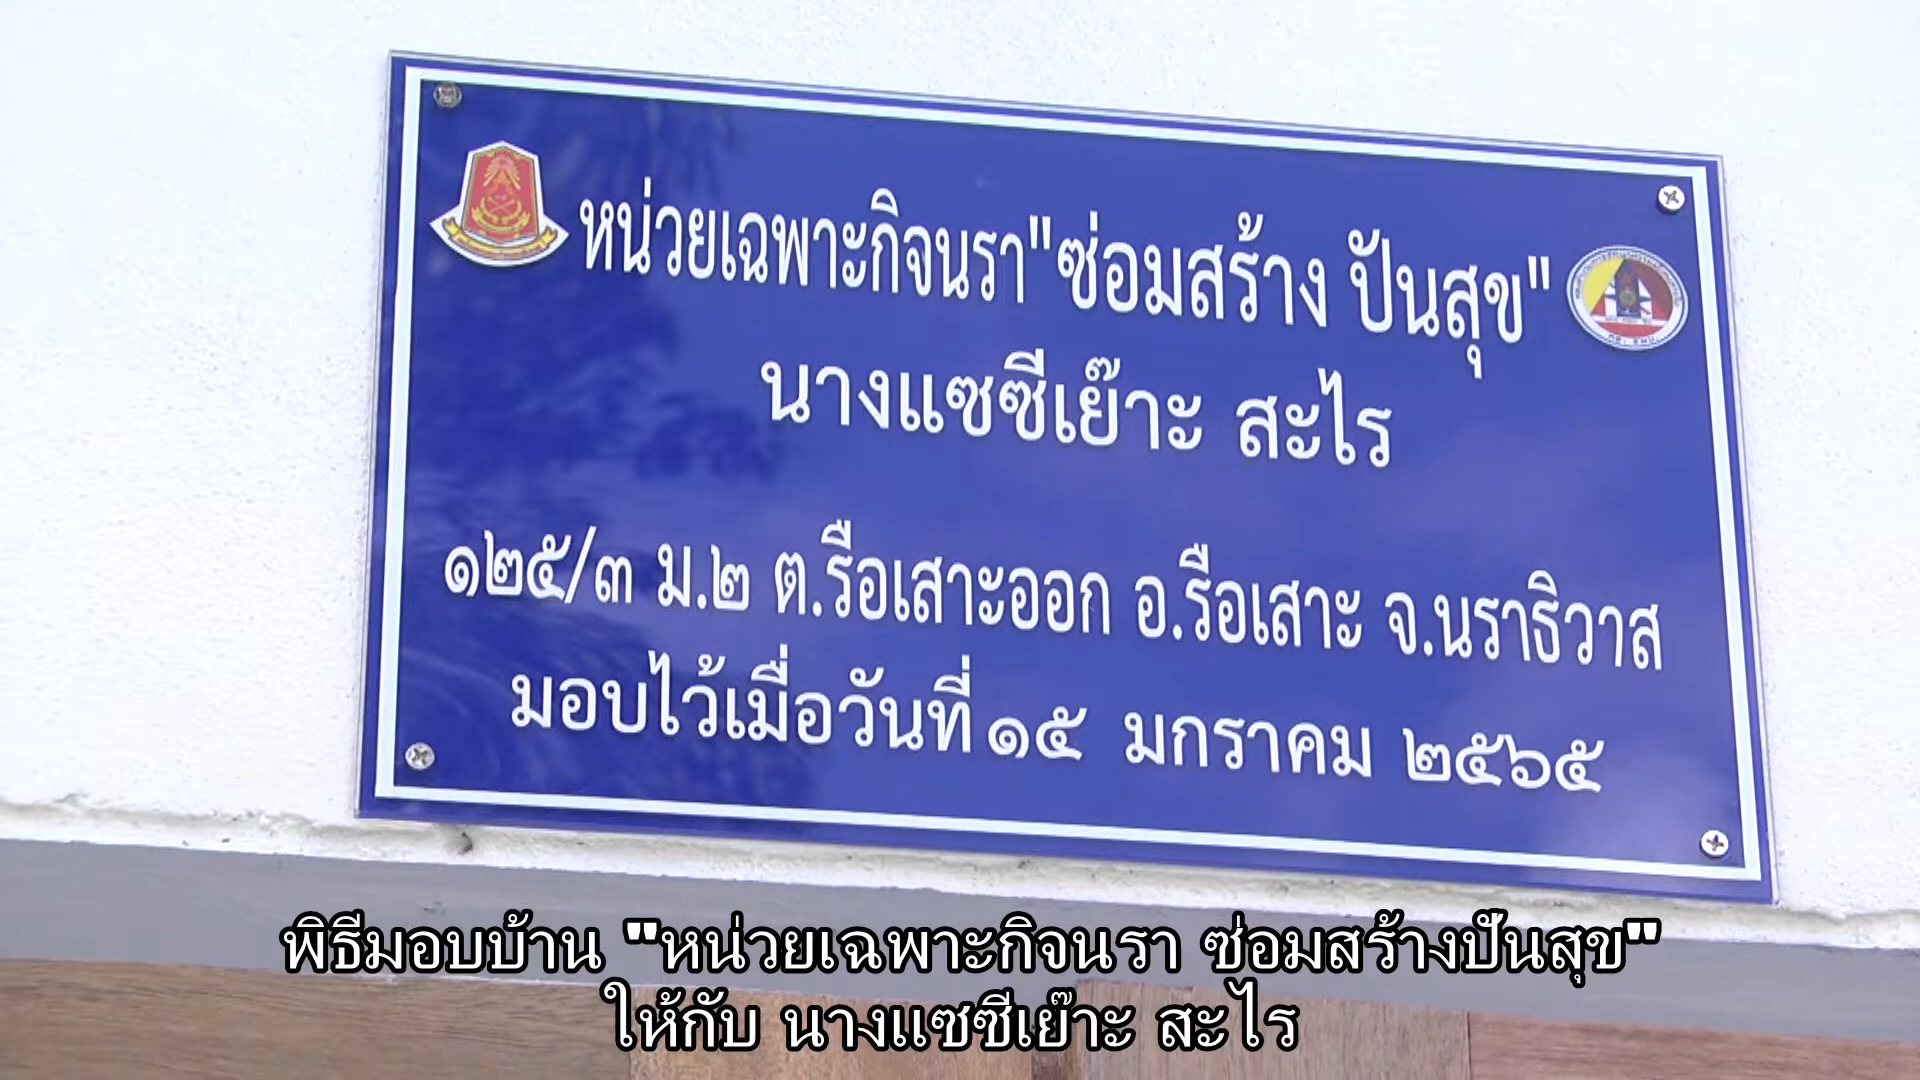 หน่วยเฉพาะกิจนรา"ซ่อมสร้าง ปันสุข"
นางแซซีเย๊าะ สะไร
๑๒๕/๓ ม.๒ ต.รือเสาะออก อ.รือเสาะ จ.นราธิวาส
มอบไว้เมื่อวันที่ ๑๕ มกราคม ๒๕๖๕
พิธีมอบบ้าน "หน่วยเฉพาะกิจนรา ซ่อมสร้างปันสุข"
ให้กับ นางแซซีเย๊าะ สะไร